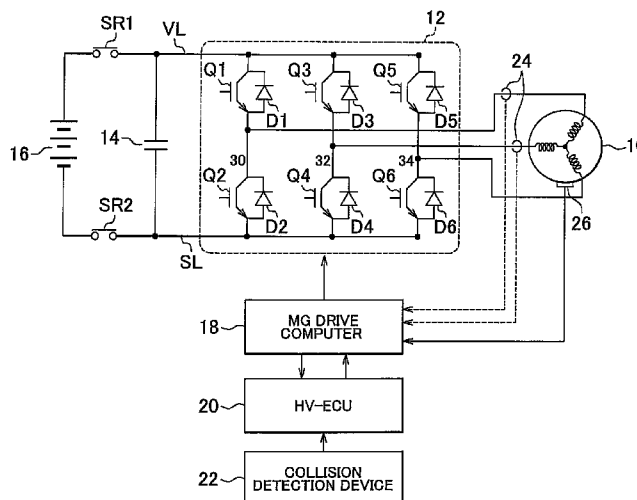 SR1
VL
12
Q1
Q3
Q5
24
D1
D3
D5
16
14
30
32
34
10
Q2
Q4
Q6
26
SR2
D2
D4
D6
SL
18
MG DRIVE
COMPUTER
20
HV-ECU
22
COLLISION
DETECTION DEVICE